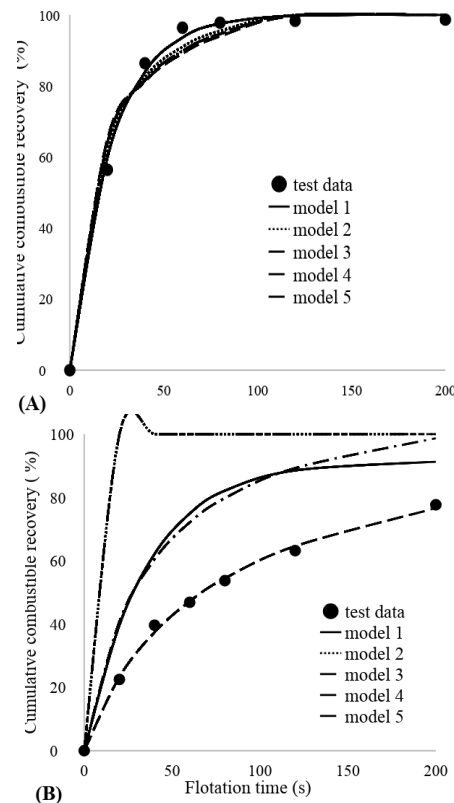 100
80
60
40
20
0
Cumulative combustible recovery (%)
test data
model 1
model 2
model 3
model 4
model 5
0
50
100
150
200
(A)
100
80
60
40
20
0
Cumulative combustible recovery ( %)
test data
model 1
model 2
model 3
model 4
model 5
0
50
100
150
200
Flotation time (s)
(B)